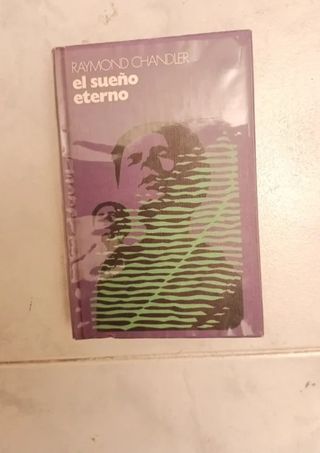 RAYMOND CHANDLER
el sueño
eterno